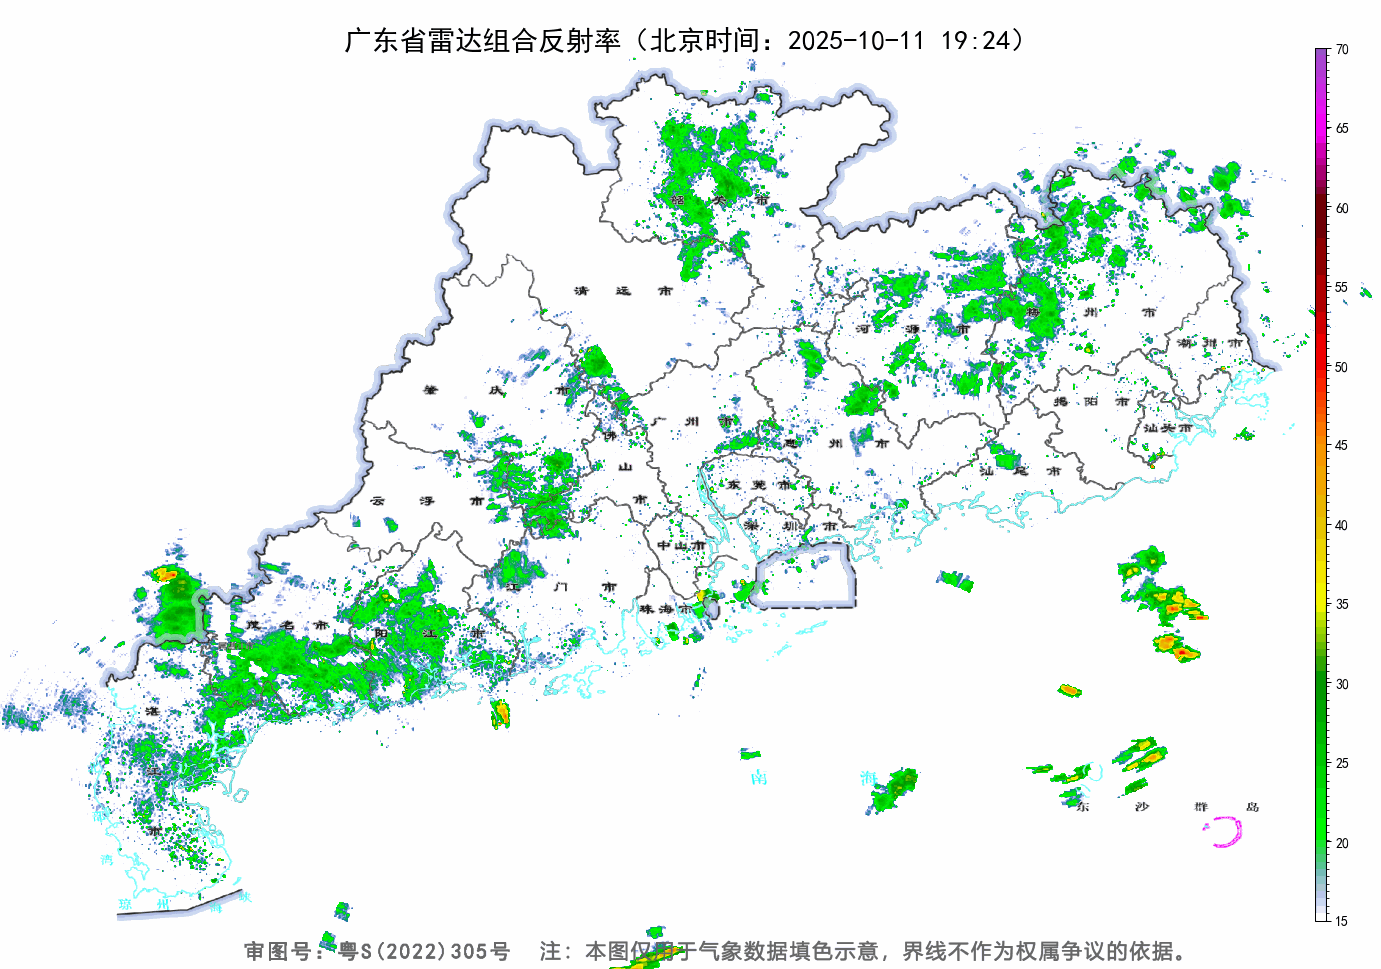 广东省雷达组合反射率（北京时间：2025-10-11 19:24）
70
65
60
55
50
45
40
35
30
25
20
15
韶 关 市
清 远 市
河 源 市
梅 州 市
潮 州 市
肇 庆 市
广 州 市
佛 山 市
惠 州 市
揭 阳 市
汕头市
汕 尾 市
东 莞 市
云 浮 市
深 圳 市
中山市
江 门 市
珠海市
茂 名 市
阳 江 市
湛 江 市
南 海
东 沙 群 岛
湾
琼 州 海 峡
审图号：粤S(2022)305号 注：本图仅用于气象数据填色示意，界线不作为权属争议的依据。